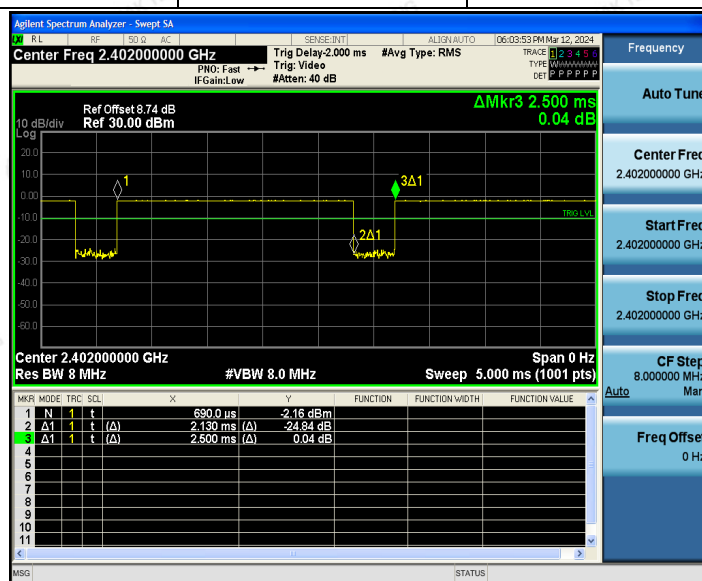 Agilent Spectrum Analyzer - Swept SA
LXI RL RF 50 Ω AC SENSE:INT ALIGN AUTO 06:03:53 PM Mar 12, 2024
Center Freq 2.402000000 GHz
PNO: Fast
IFGain:Low
Trig Delay-2.000 ms
Trig: Video
#Atten: 40 dB
#Avg Type: RMS
TRACE 1 2 3 4 5 6
TYPE W
DET P P P P P P
ΔMkr3 2.500 ms
0.04 dB
Ref Offset 8.74 dB
10 dB/div Ref 30.00 dBm
Log
20.0
10.0
0.00
-10.0
-20.0
-30.0
-40.0
-50.0
-60.0
1
3Δ1
TRIG LVL
2Δ1
Center 2.402000000 GHz Span 0 Hz
Res BW 8 MHz #VBW 8.0 MHz Sweep 5.000 ms (1001 pts)
MKR MODE TRC SCL X Y FUNCTION FUNCTION WIDTH FUNCTION VALUE
1 N 1 t 690.0 µs -2.16 dBm
2 Δ1 1 t (Δ) 2.130 ms (Δ) -24.84 dB
3 Δ1 1 t (Δ) 2.500 ms (Δ) 0.04 dB
4
5
6
7
8
9
10
11
MSG STATUS
Frequency
Auto Tune
Center Freq
2.402000000 GHz
Start Freq
2.402000000 GHz
Stop Freq
2.402000000 GHz
CF Step
8.000000 MHz
Auto Man
Freq Offset
0 Hz